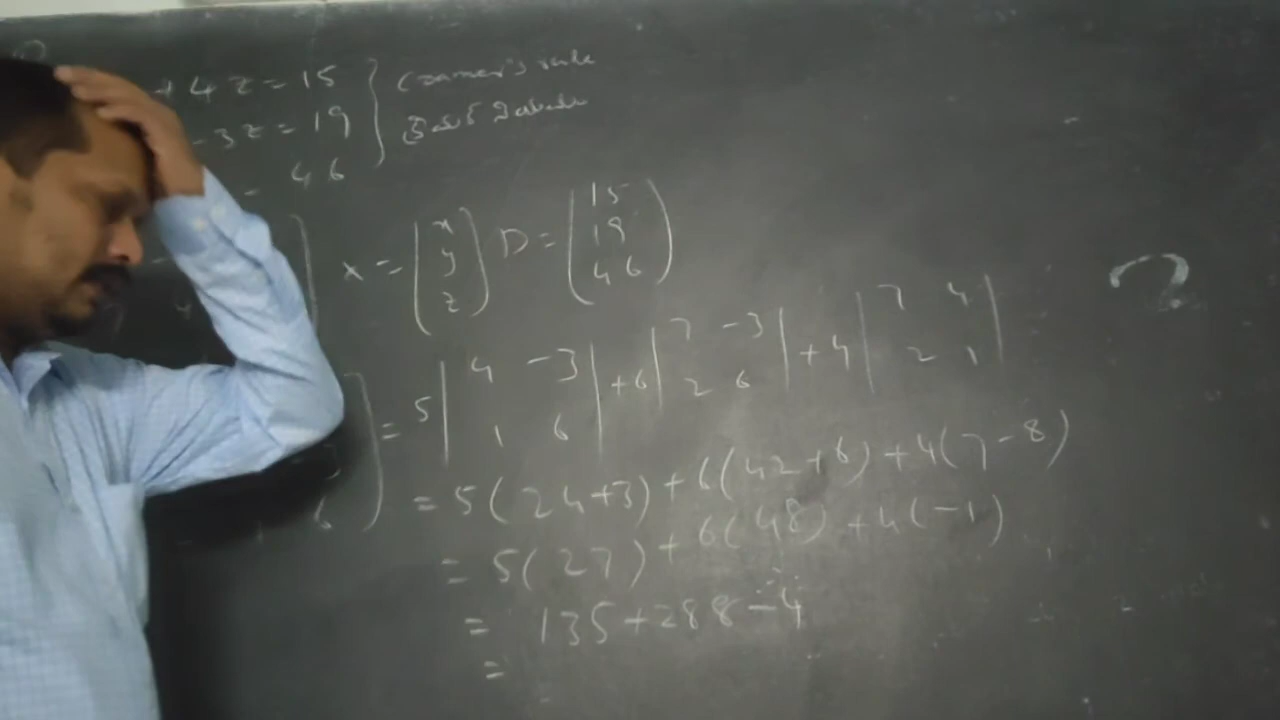 + 4z = 15
- 3z = 19
= 46
Cramer's rule
X = (x y z) D = (15 19 46)
= 5 | 4 -3 1 6 | + 6 | 7 -3 2 6 | + 4 | 7 4 2 1 |
= 5(24+3) + 6(42+6) + 4(7-8)
= 5(27) + 6(48) + 4(-1)
= 135 + 288 - 4
=
6
?